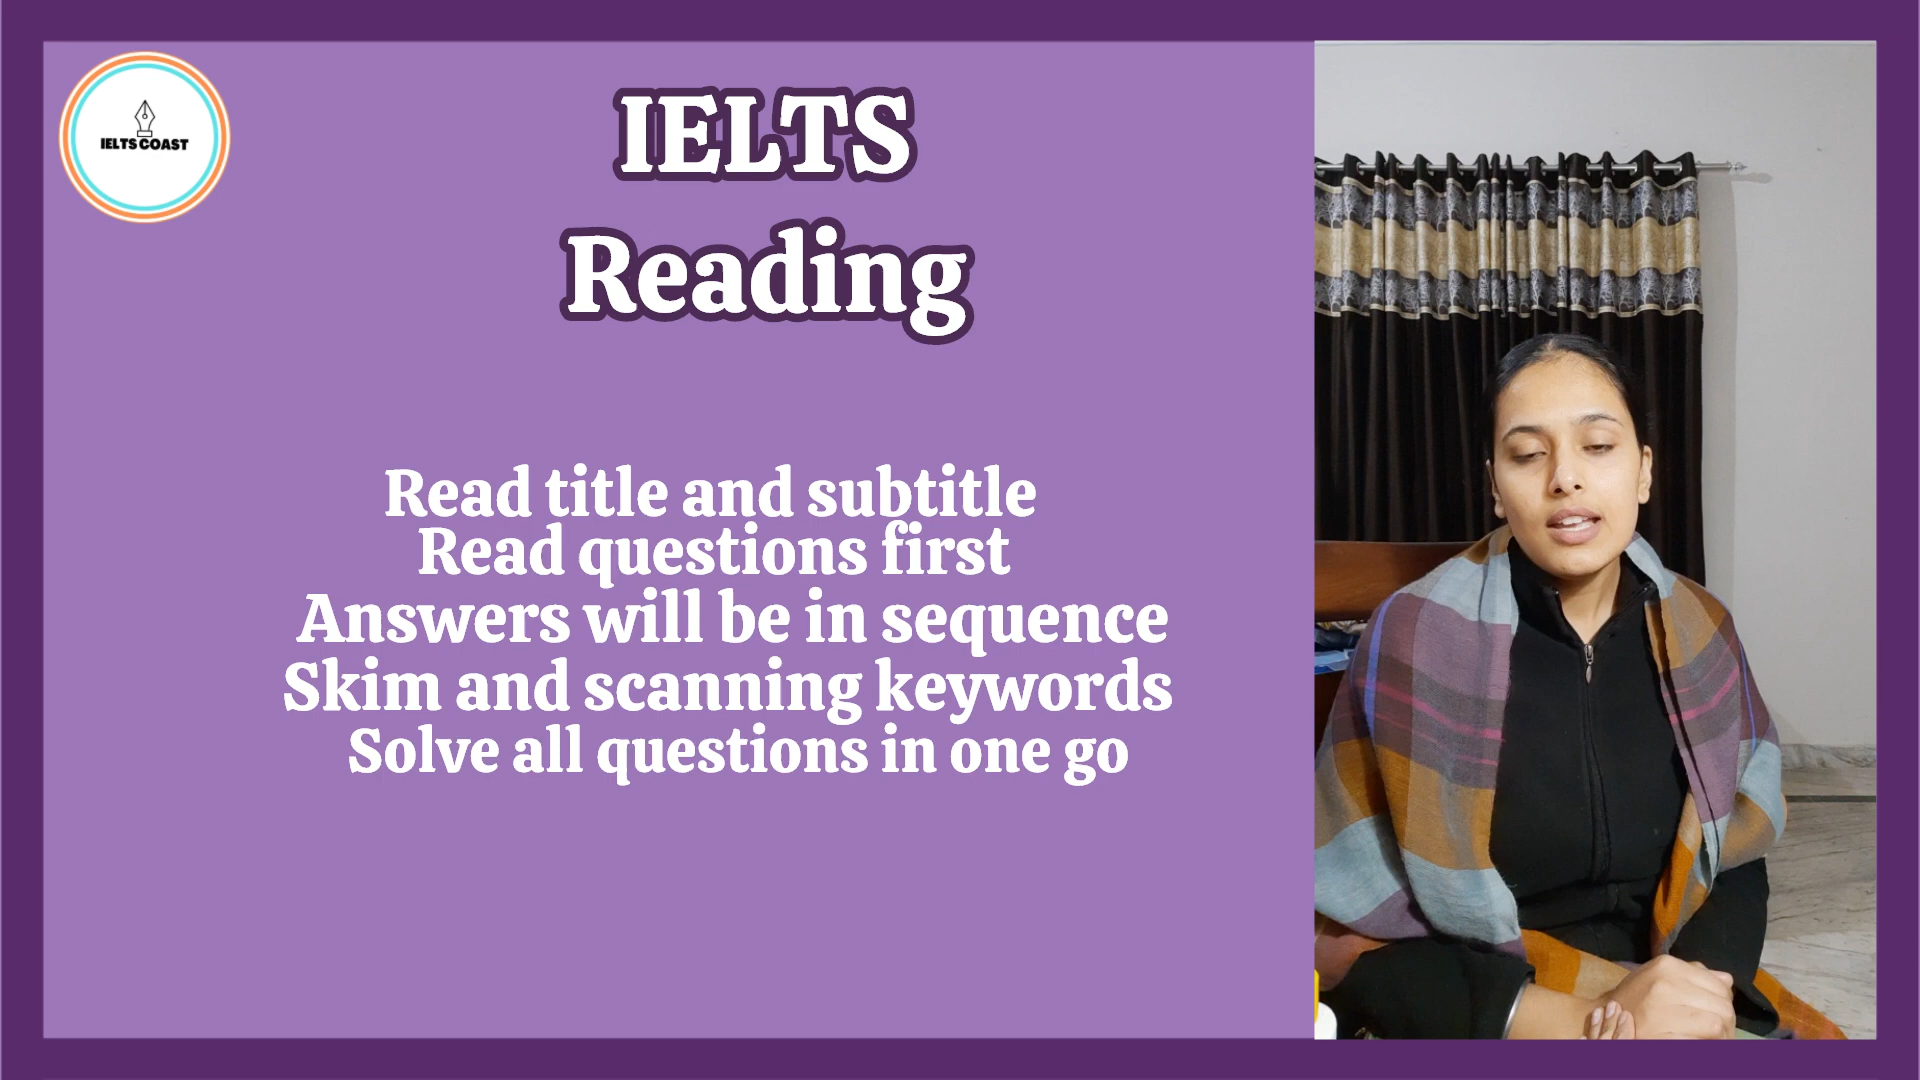 IELTS COAST
IELTS
Reading
Read title and subtitle
Read questions first
Answers will be in sequence
Skim and scanning keywords
Solve all questions in one go